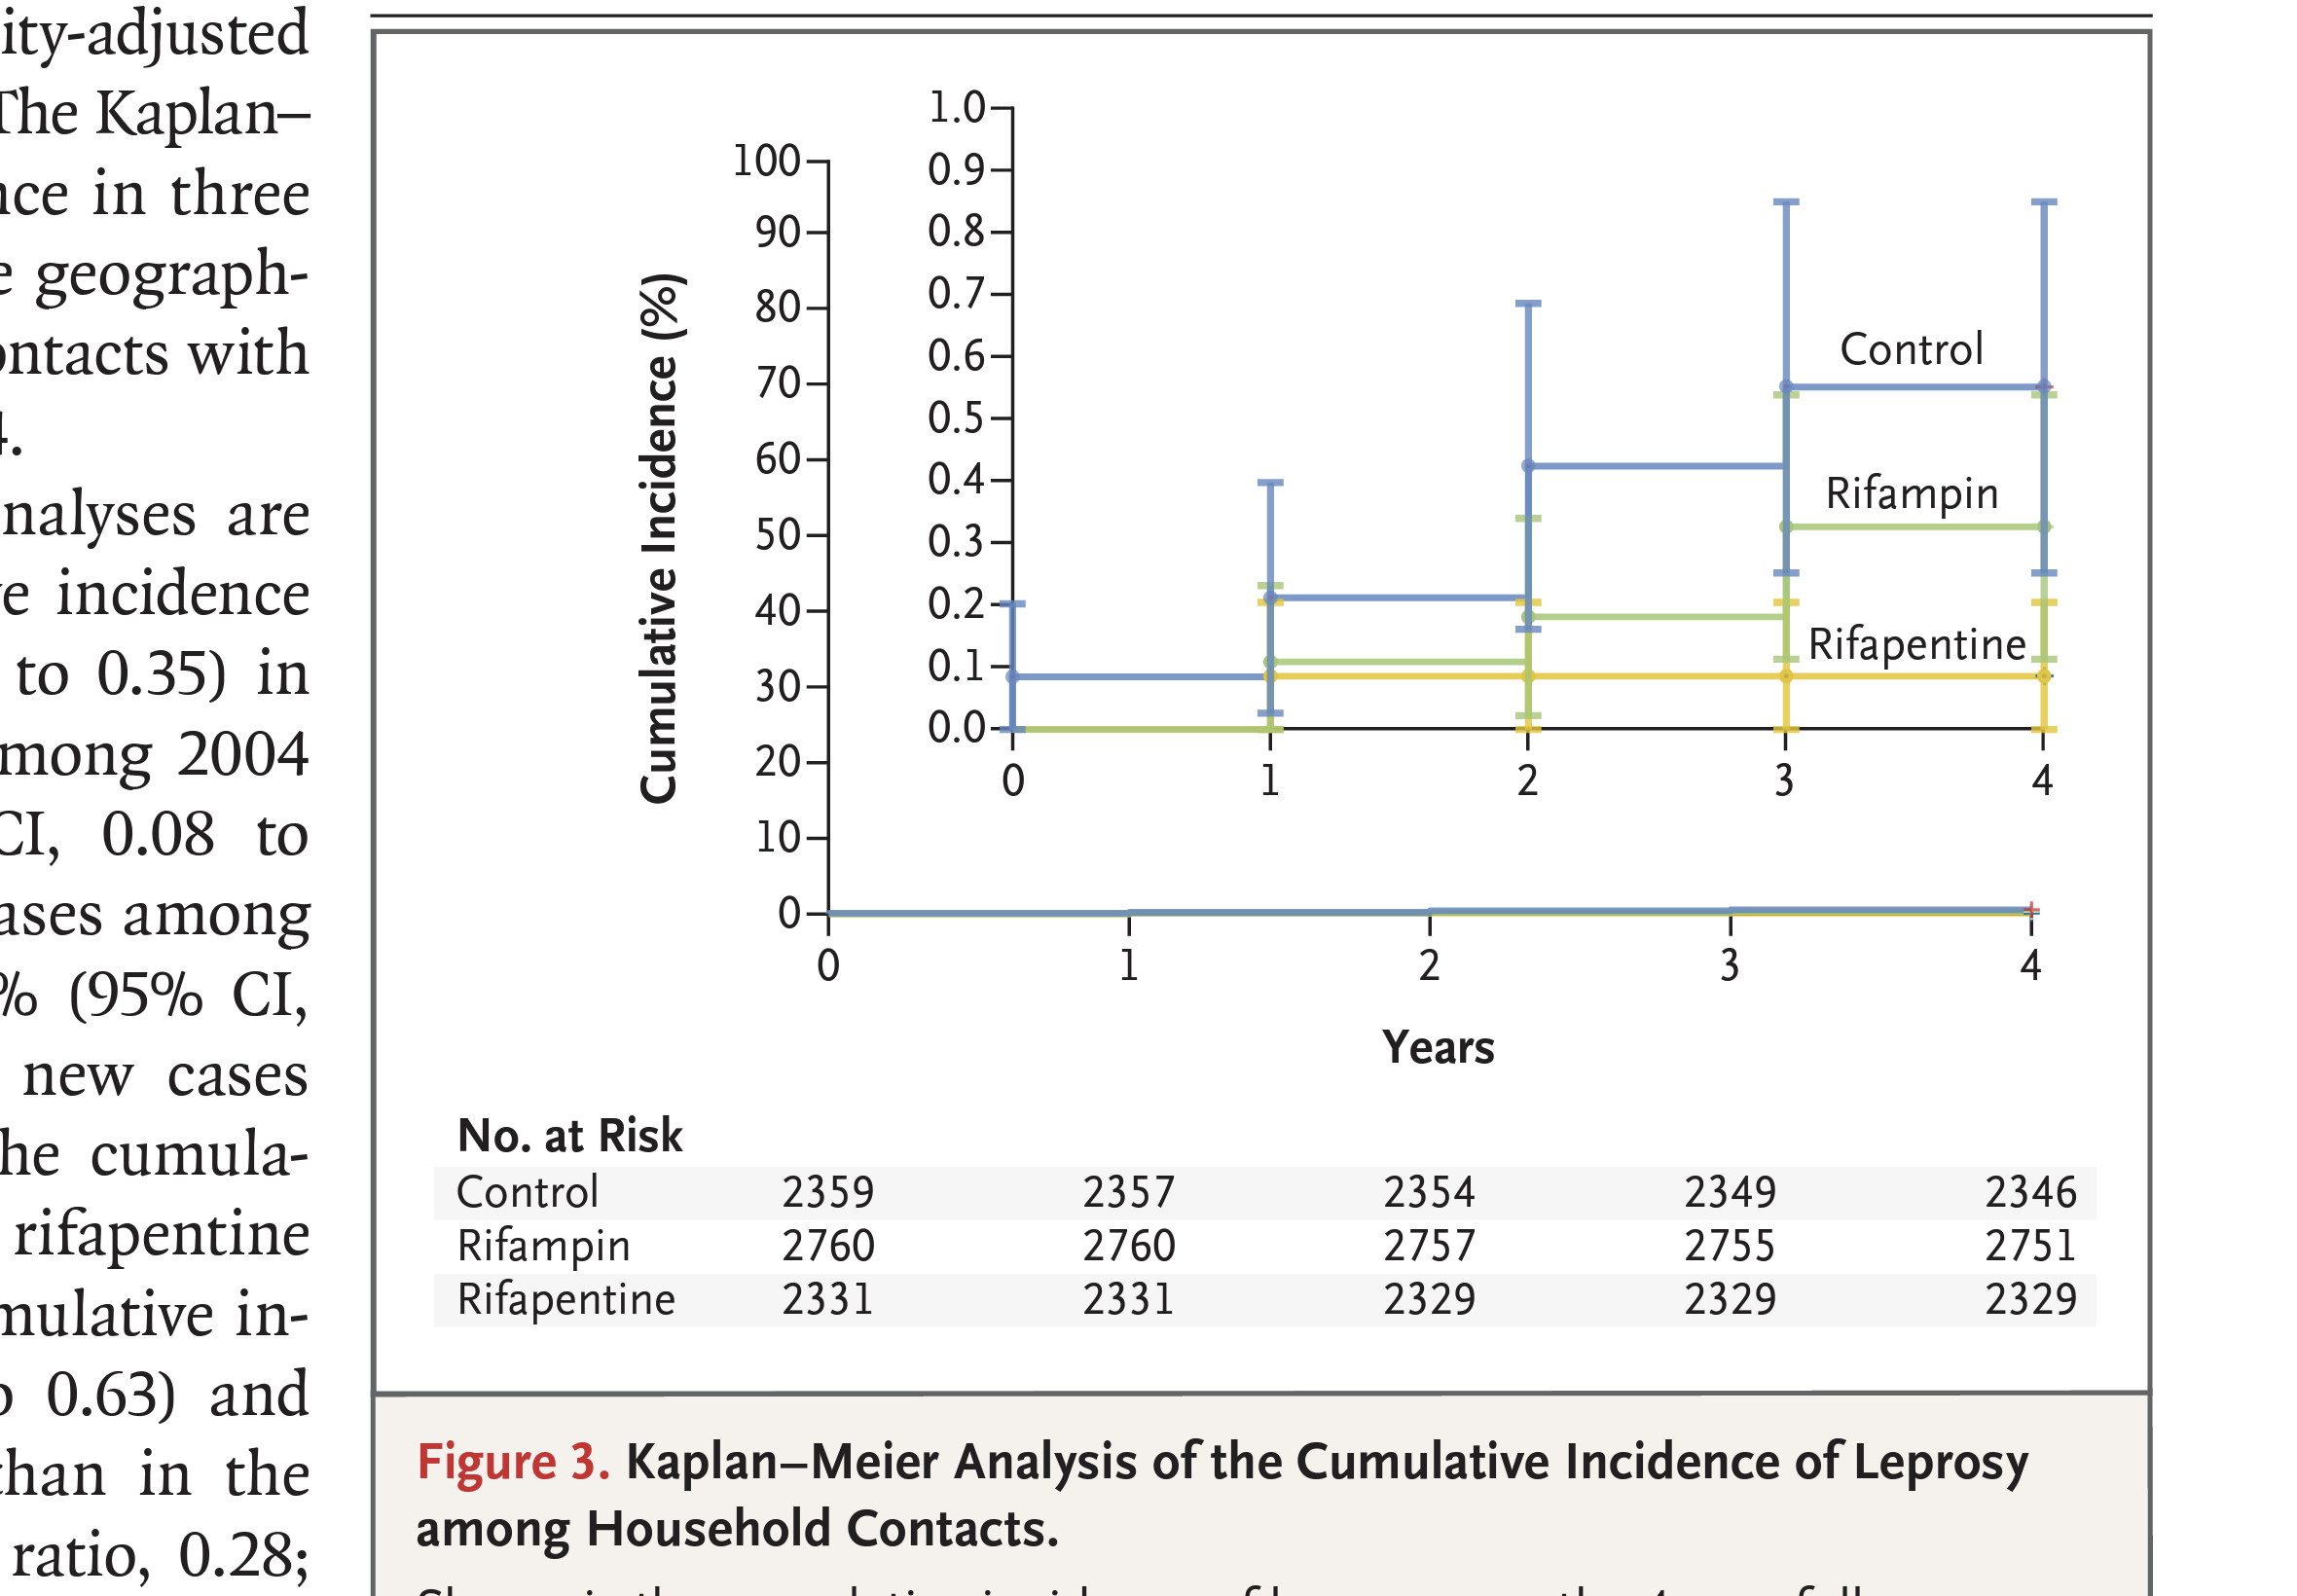 ity-adjusted
The Kaplan–
nce in three
e geograph-
ontacts with
4.
nalyses are
ve incidence
to 0.35) in
mong 2004
CI, 0.08 to
ases among
% (95% CI,
new cases
he cumula-
rifapentine
mulative in-
o 0.63) and
than in the
ratio, 0.28;
Cumulative Incidence (%)
100
90
80
70
60
50
40
30
20
10
0
1.0
0.9
0.8
0.7
0.6
0.5
0.4
0.3
0.2
0.1
0.0
Control
Rifampin
Rifapentine
0 1 2 3 4
0 1 2 3 4
Years
No. at Risk
Control 2359 2357 2354 2349 2346
Rifampin 2760 2760 2757 2755 2751
Rifapentine 2331 2331 2329 2329 2329
Figure 3. Kaplan–Meier Analysis of the Cumulative Incidence of Leprosy
among Household Contacts.